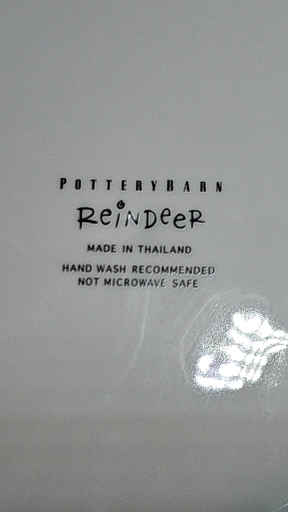 POTTERYBARN
ReiNDeeR
MADE IN THAILAND
HAND WASH RECOMMENDED
NOT MICROWAVE SAFE